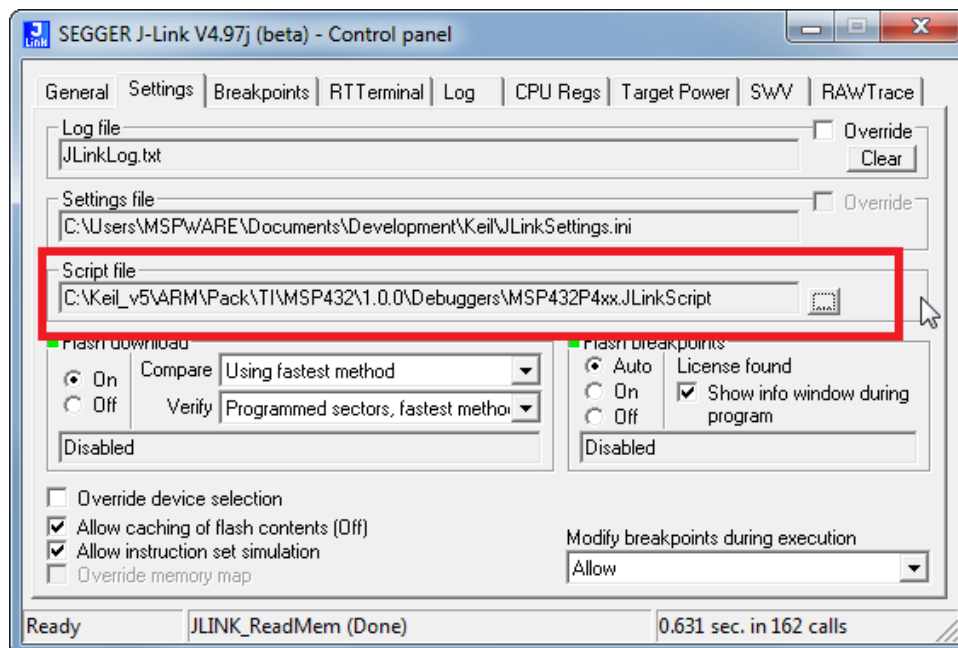 J Link SEGGER J-Link V4.97j (beta) - Control panel
General Settings Breakpoints RTTerminal Log CPU Regs Target Power SWV RAWTrace
Log file Override
JLinkLog.txt Clear
Settings file Override
C:\Users\MSPWARE\Documents\Development\Keil\JLinkSettings.ini
Script file
C:\Keil_v5\ARM\Pack\TI\MSP432\1.0.0\Debuggers\MSP432P4xx.JLinkScript ...
Flash download Flash breakpoints
On Compare Using fastest method Auto License found
Off Verify Programmed sectors, fastest metho On Show info window during
Off program
Disabled Disabled
Override device selection
Allow caching of flash contents (Off)
Allow instruction set simulation Modify breakpoints during execution
Override memory map Allow
Ready JLINK_ReadMem (Done) 0.631 sec. in 162 calls